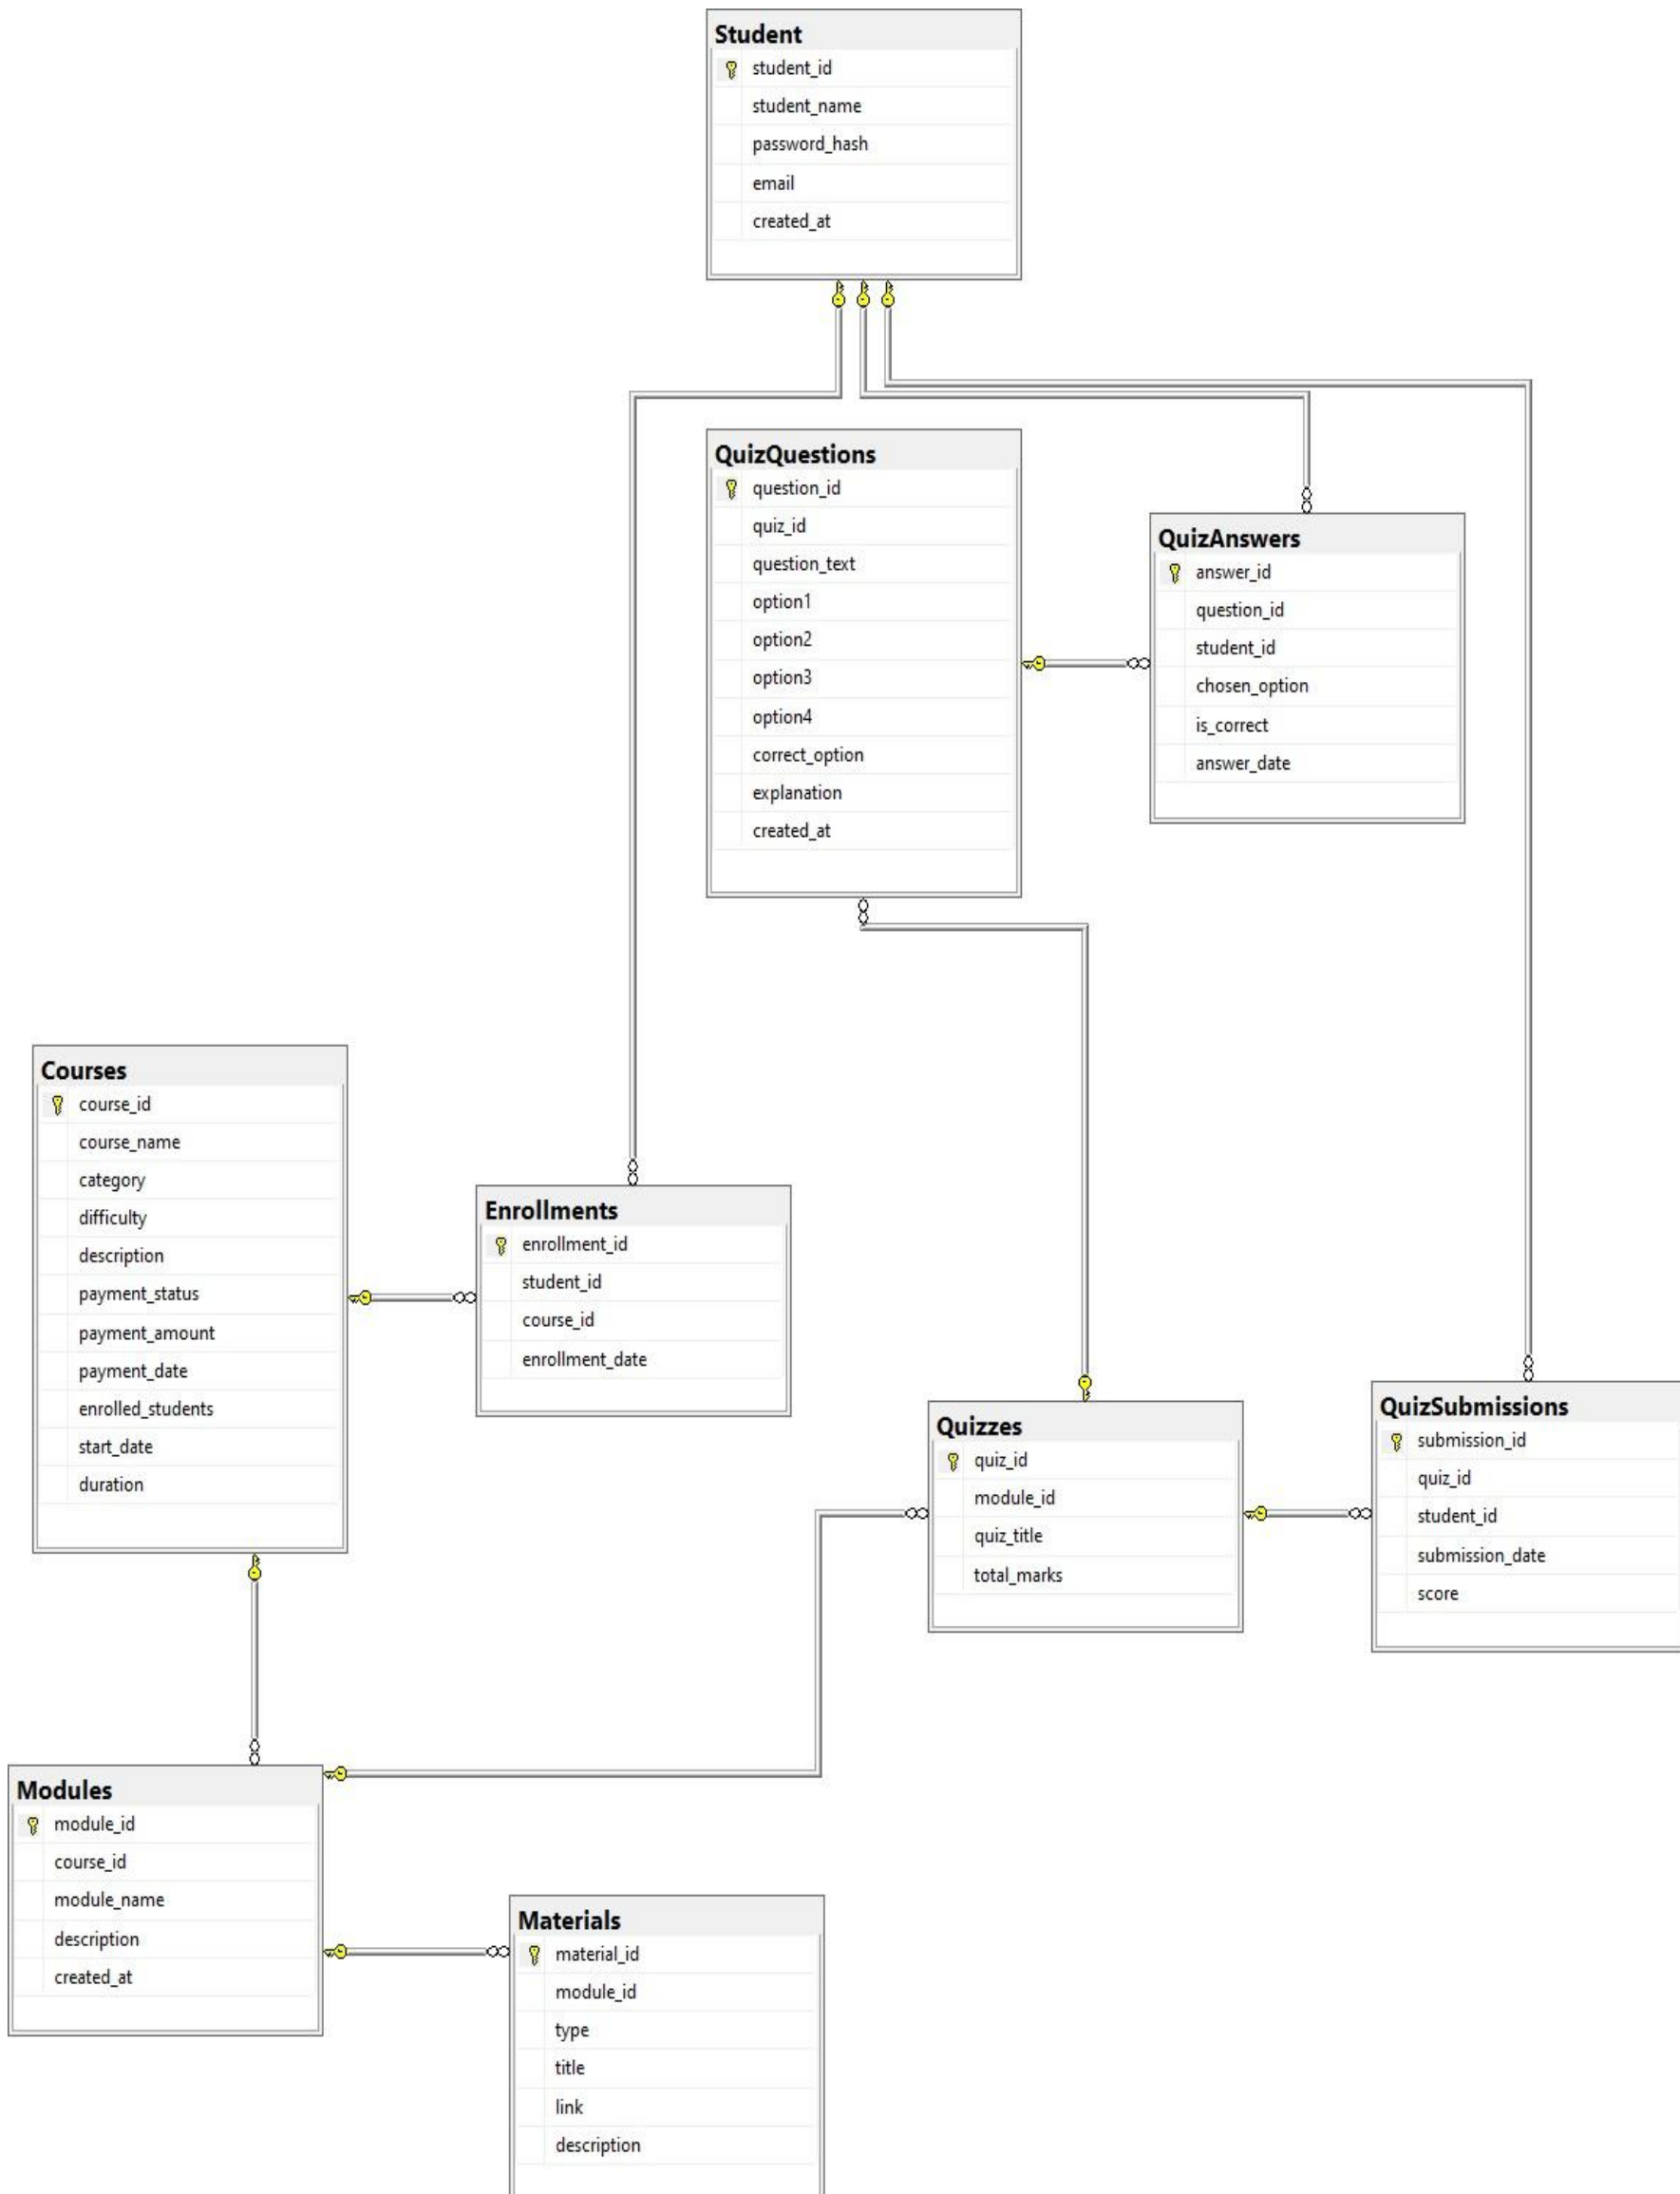 Student
student_id
student_name
password_hash
email
created_at
QuizQuestions
question_id
quiz_id
question_text
option1
option2
option3
option4
correct_option
explanation
created_at
QuizAnswers
answer_id
question_id
student_id
chosen_option
is_correct
answer_date
Courses
course_id
course_name
category
difficulty
description
payment_status
payment_amount
payment_date
enrolled_students
start_date
duration
Enrollments
enrollment_id
student_id
course_id
enrollment_date
Quizzes
quiz_id
module_id
quiz_title
total_marks
QuizSubmissions
submission_id
quiz_id
student_id
submission_date
score
Modules
module_id
course_id
module_name
description
created_at
Materials
material_id
module_id
type
title
link
description